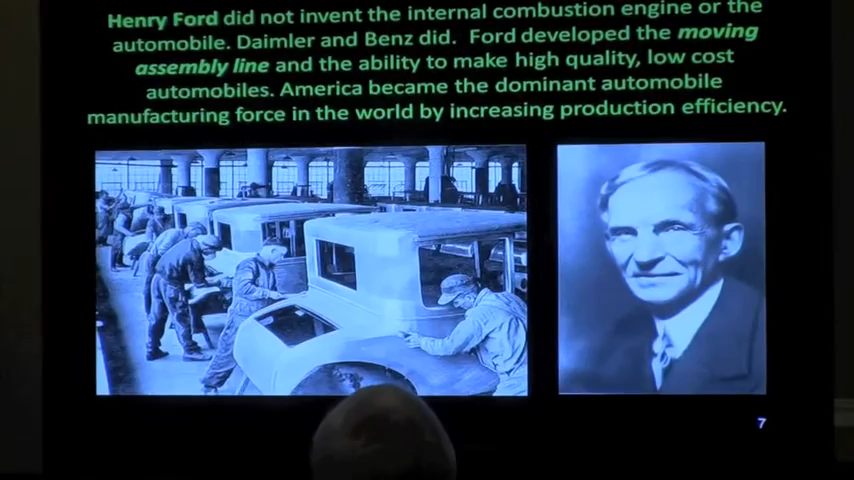 Henry Ford did not invent the internal combustion engine or the
automobile. Daimler and Benz did. Ford developed the moving
assembly line and the ability to make high quality, low cost
automobiles. America became the dominant automobile
manufacturing force in the world by increasing production efficiency.
7